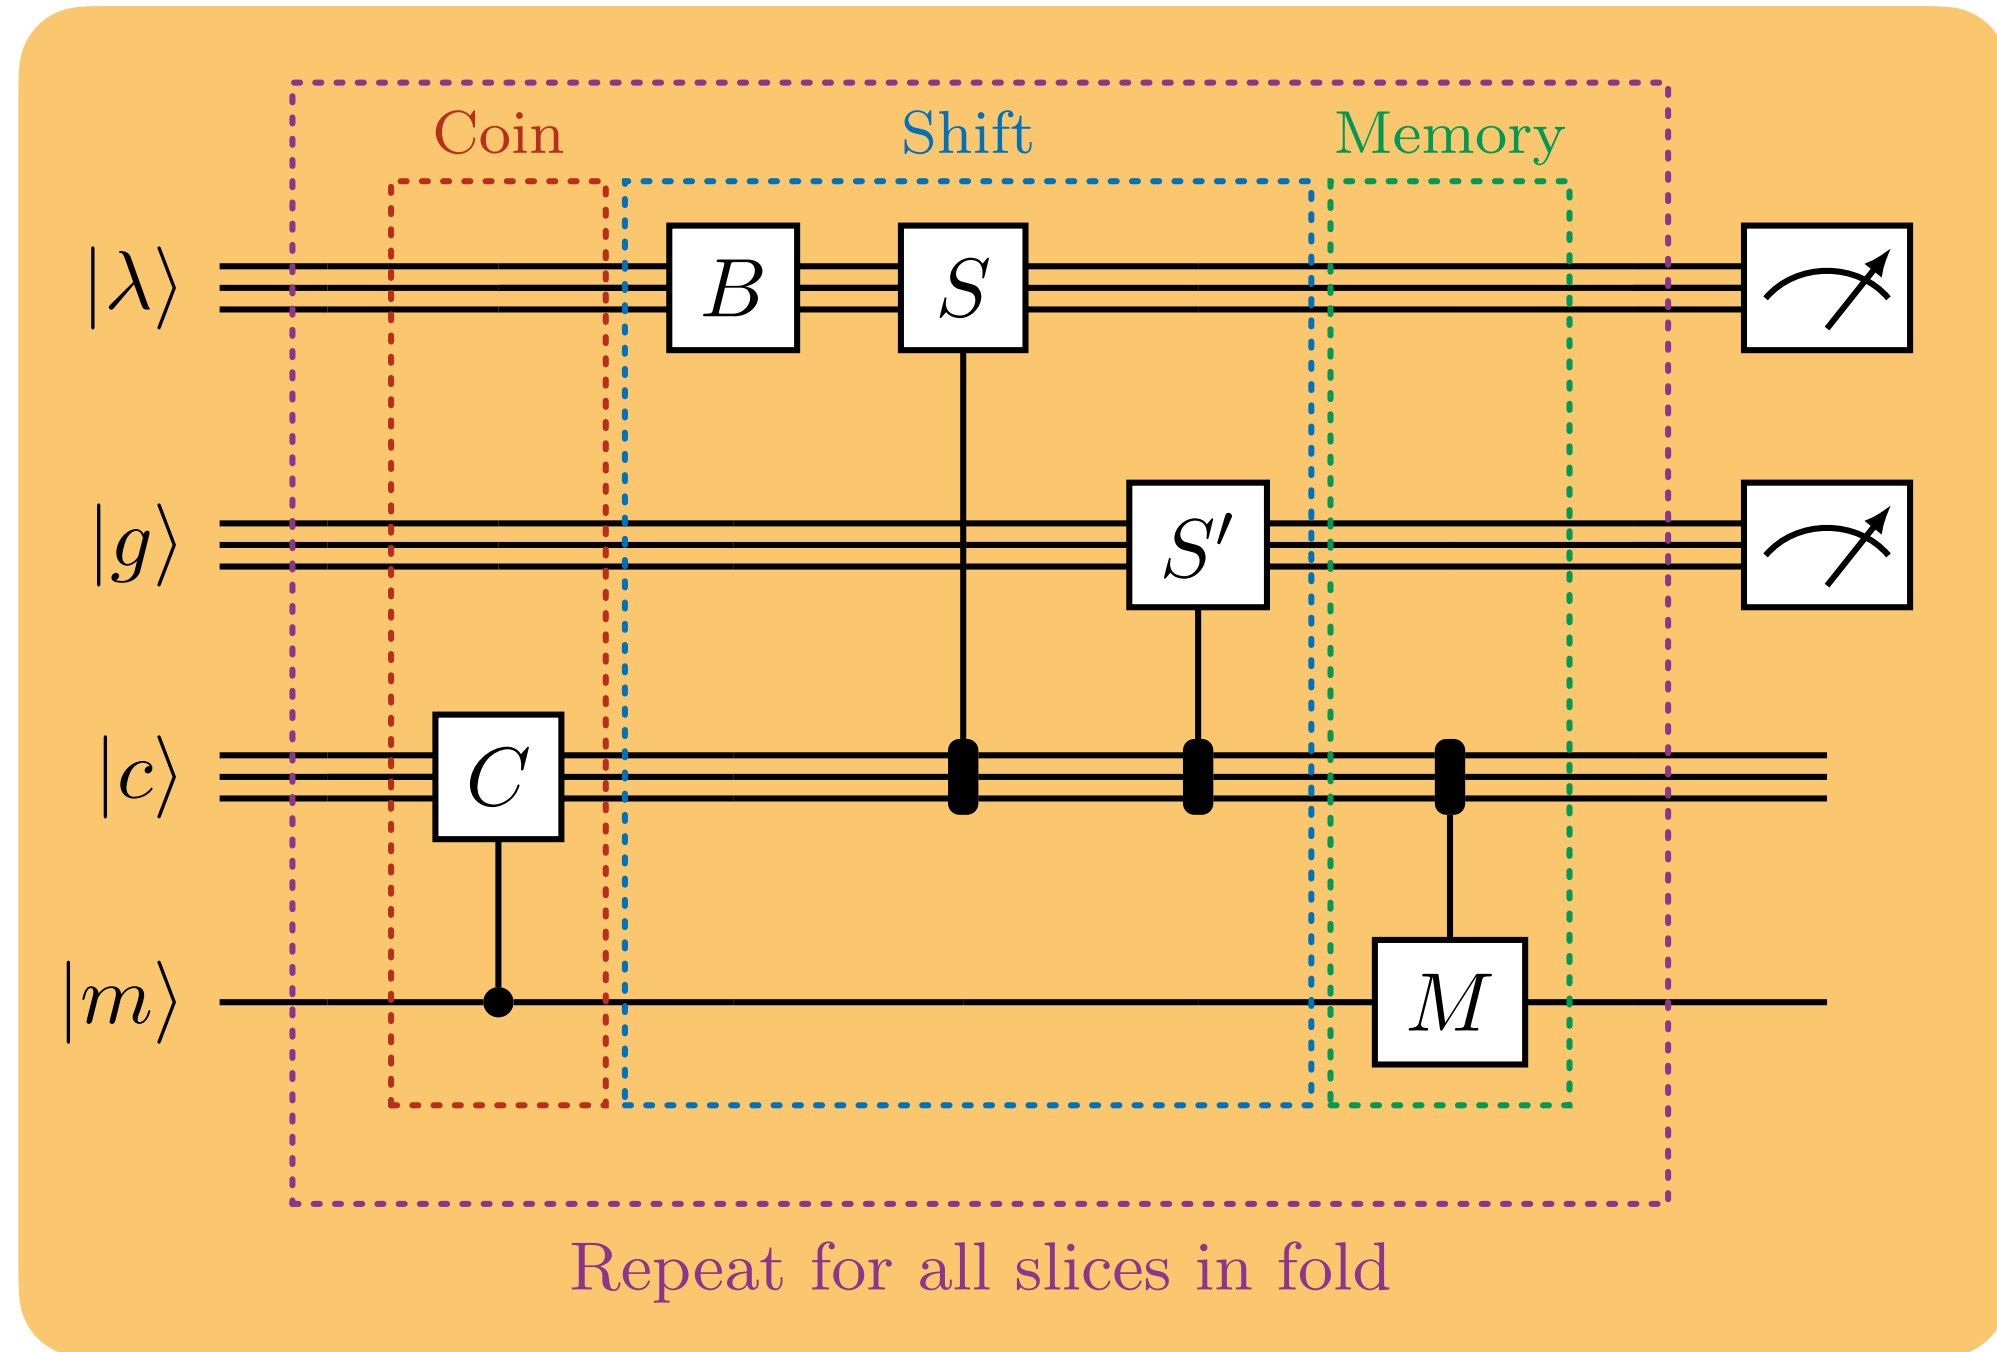 Coin Shift Memory
|λ⟩ B S
|g⟩ S′
|c⟩ C
|m⟩ M
Repeat for all slices in fold